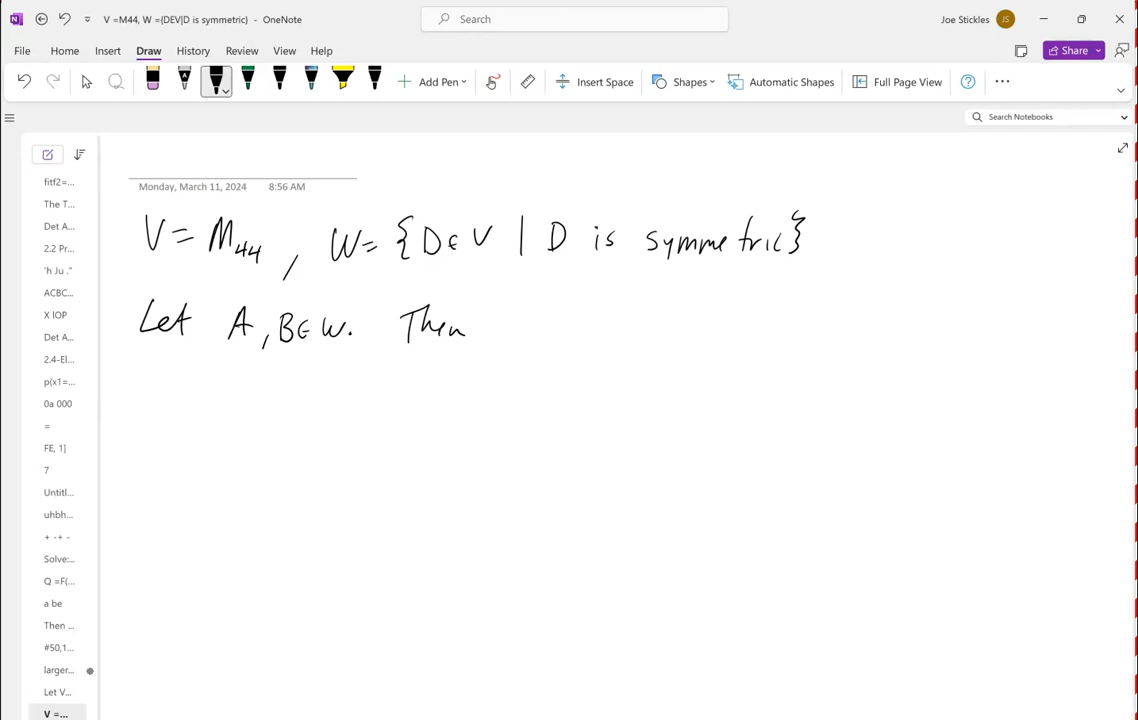 V =M44, W ={DEV|D is symmetric) - OneNote
Search
Joe Stickles
JS
File Home Insert Draw History Review View Help
Share
Add Pen
Insert Space
Shapes
Automatic Shapes
Full Page View
Search Notebooks
Monday, March 11, 2024 8:56 AM
V = M₄₄, W = {D ∈ V | D is symmetric}
Let A, B ∈ W. Then
fitf2=...
The T...
Det A...
2.2 Pr...
'h Ju ."
ACBC...
X IOP
Det A...
2.4-El...
p(x1=...
0a 000
=
FE, 1]
7
Untitl...
uhbh...
+ -+ -
Solve:...
Q =F(...
a be
Then ...
#50,1...
larger...
Let V...
V =...